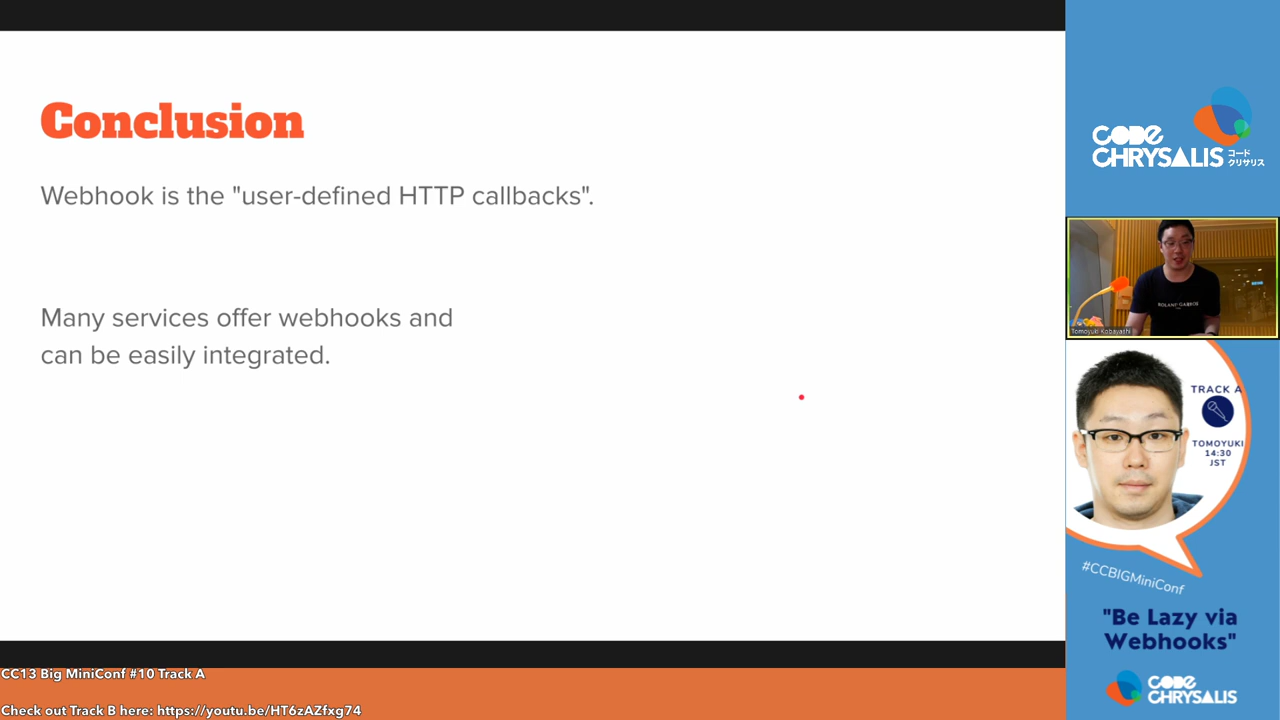 Conclusion
Webhook is the "user-defined HTTP callbacks".
Many services offer webhooks and
can be easily integrated.
CODE
CHRYSALIS
コード
クリサリス
ROLAND GARROS
Tomoyuki Kobayashi
TRACK A
TOMOYUKI
14:30
JST
#CCBIGMiniConf
"Be Lazy via
Webhooks"
CODE
CHRYSALIS
CC13 Big MiniConf #10 Track A
Check out Track B here: https://youtu.be/HT6zAZfxg74